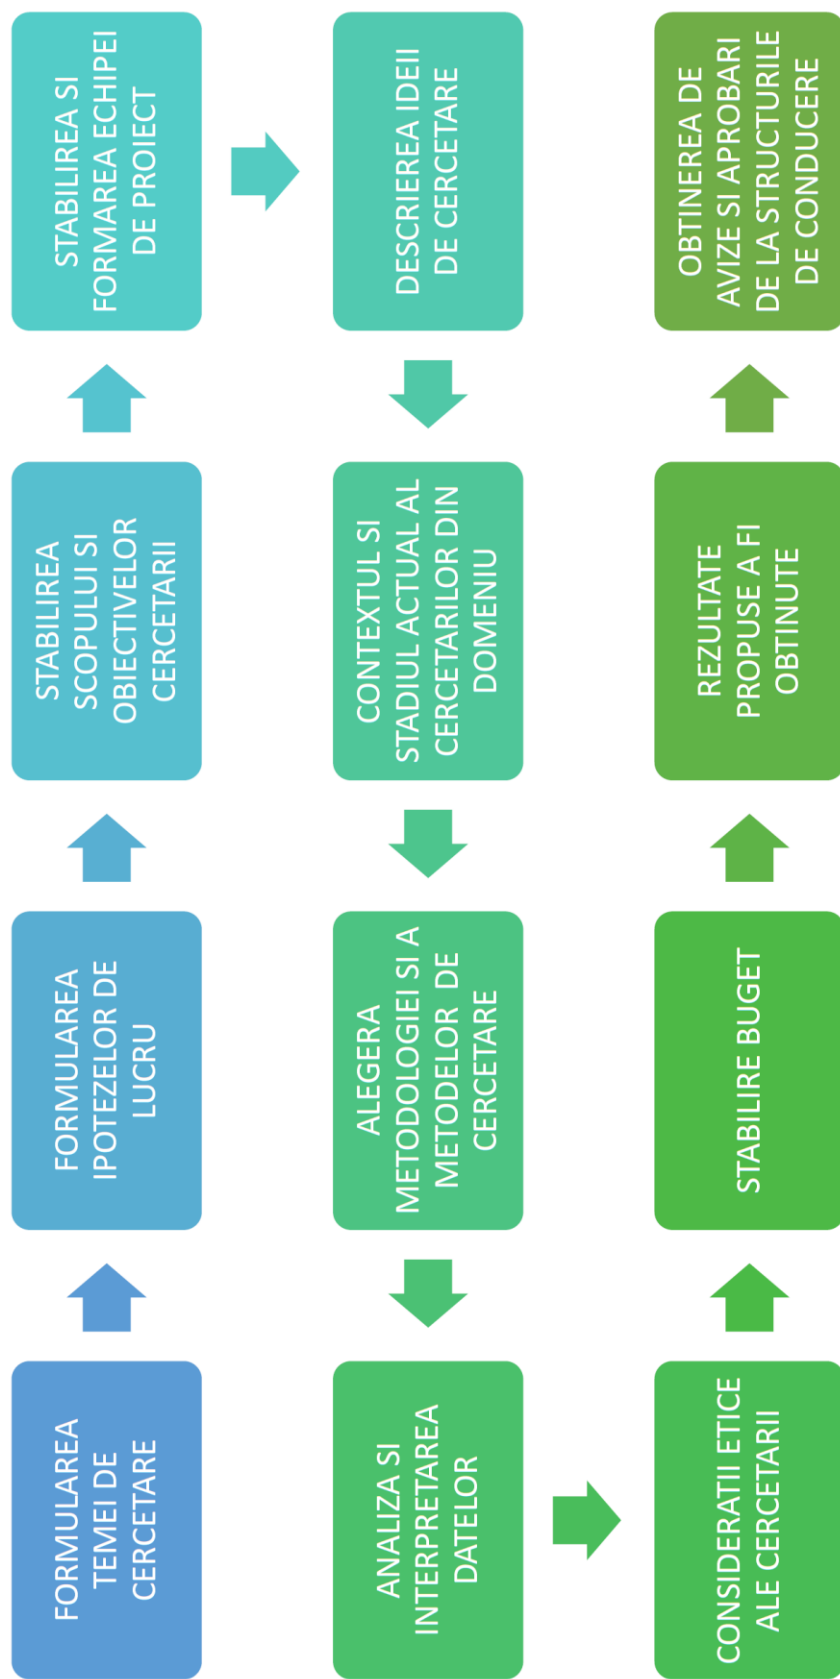 FORMULAREA
TEMEI DE
CERCETARE
FORMULAREA
IPOTEZELOR DE
LUCRU
STABILIREA
SCOPULUI SI
OBIECTIVELOR
CERCETARII
STABILIREA SI
FORMAREA ECHIPEI
DE PROIECT
DESCRIEREA IDEII
DE CERCETARE
CONTEXTUL SI
STADIUL ACTUAL AL
CERCETARILOR DIN
DOMENIU
ALEGERA
METODOLOGIEI SI A
METODELOR DE
CERCETARE
ANALIZA SI
INTERPRETAREA
DATELOR
CONSIDERATII ETICE
ALE CERCETARII
STABILIRE BUGET
REZULTATE
PROPUSE A FI
OBTINUTE
OBTINEREA DE
AVIZE SI APROBARI
DE LA STRUCTURILE
DE CONDUCERE